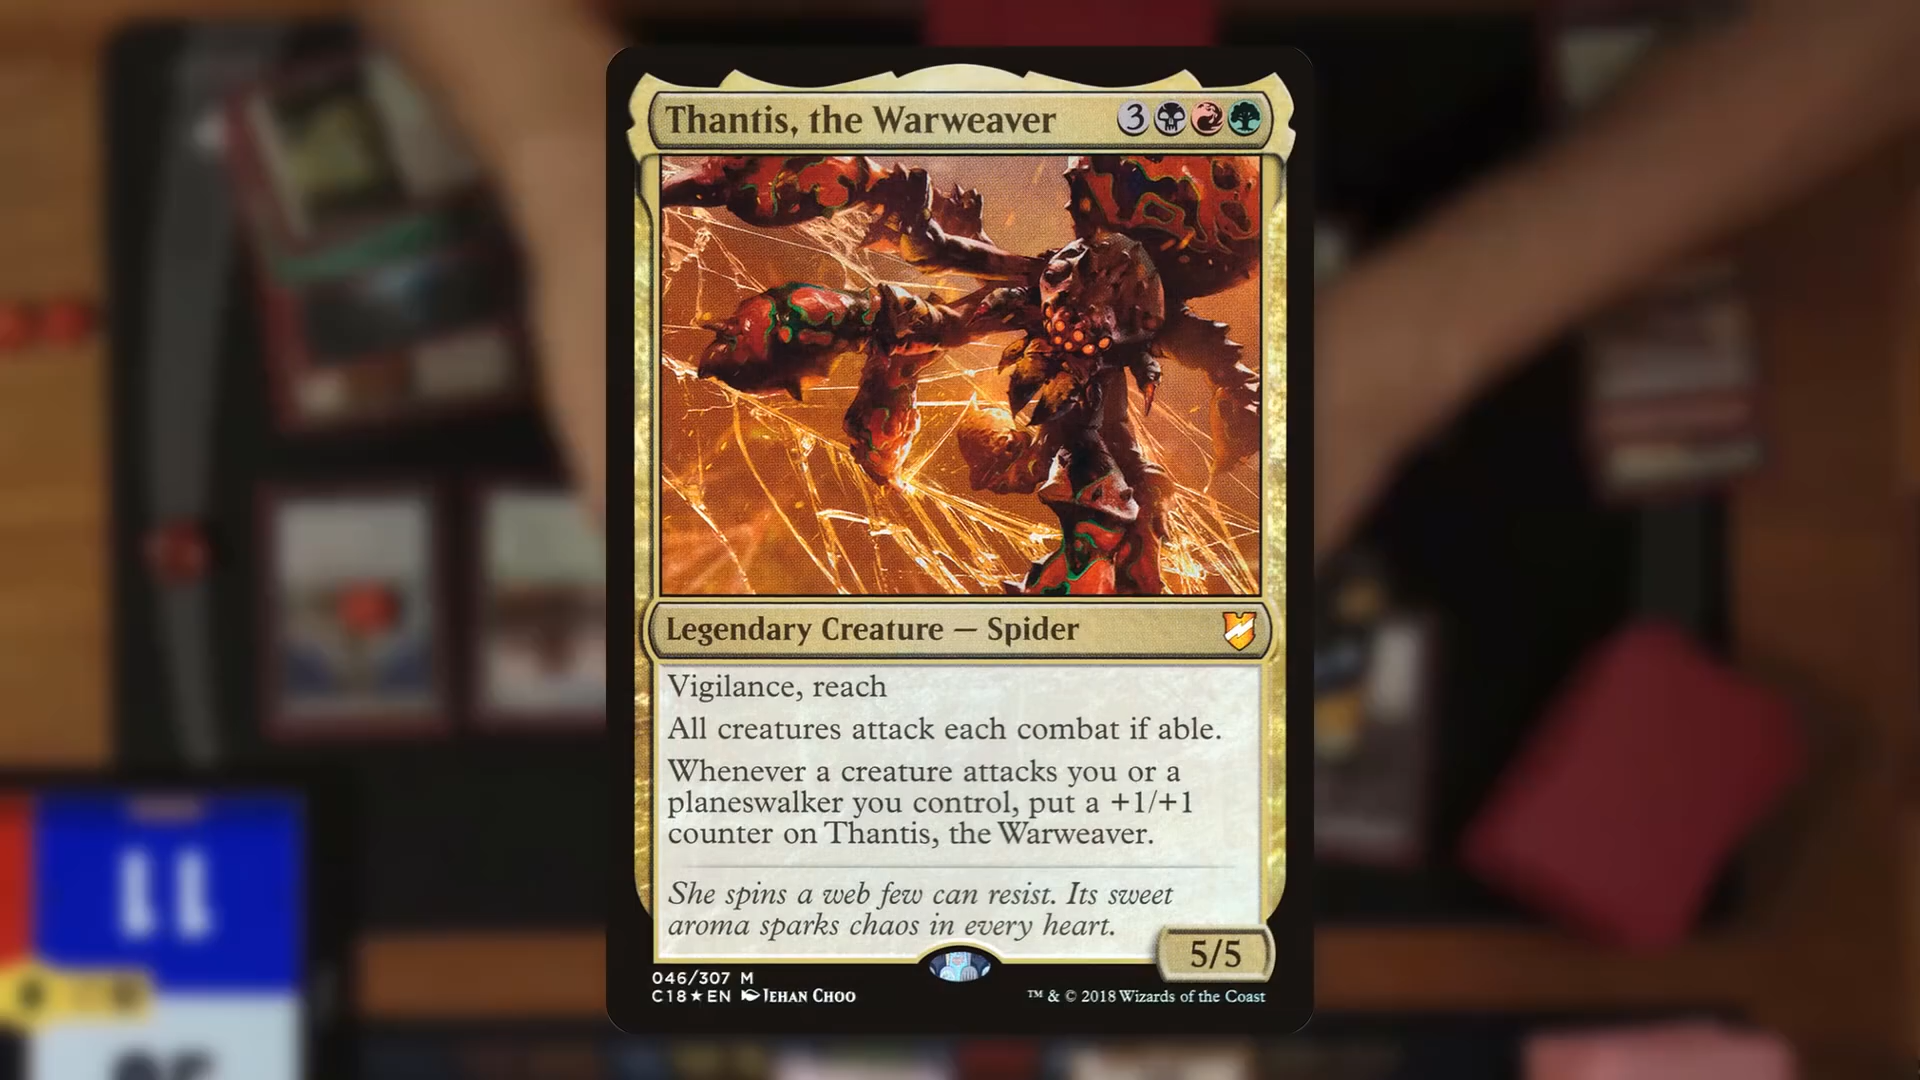 Thantis, the Warweaver 3
Legendary Creature — Spider
Vigilance, reach
All creatures attack each combat if able.
Whenever a creature attacks you or a
planeswalker you control, put a +1/+1
counter on Thantis, the Warweaver.
She spins a web few can resist. Its sweet
aroma sparks chaos in every heart.
5/5
046/307 M
C18★EN Jehan Choo
™ & © 2018 Wizards of the Coast
11